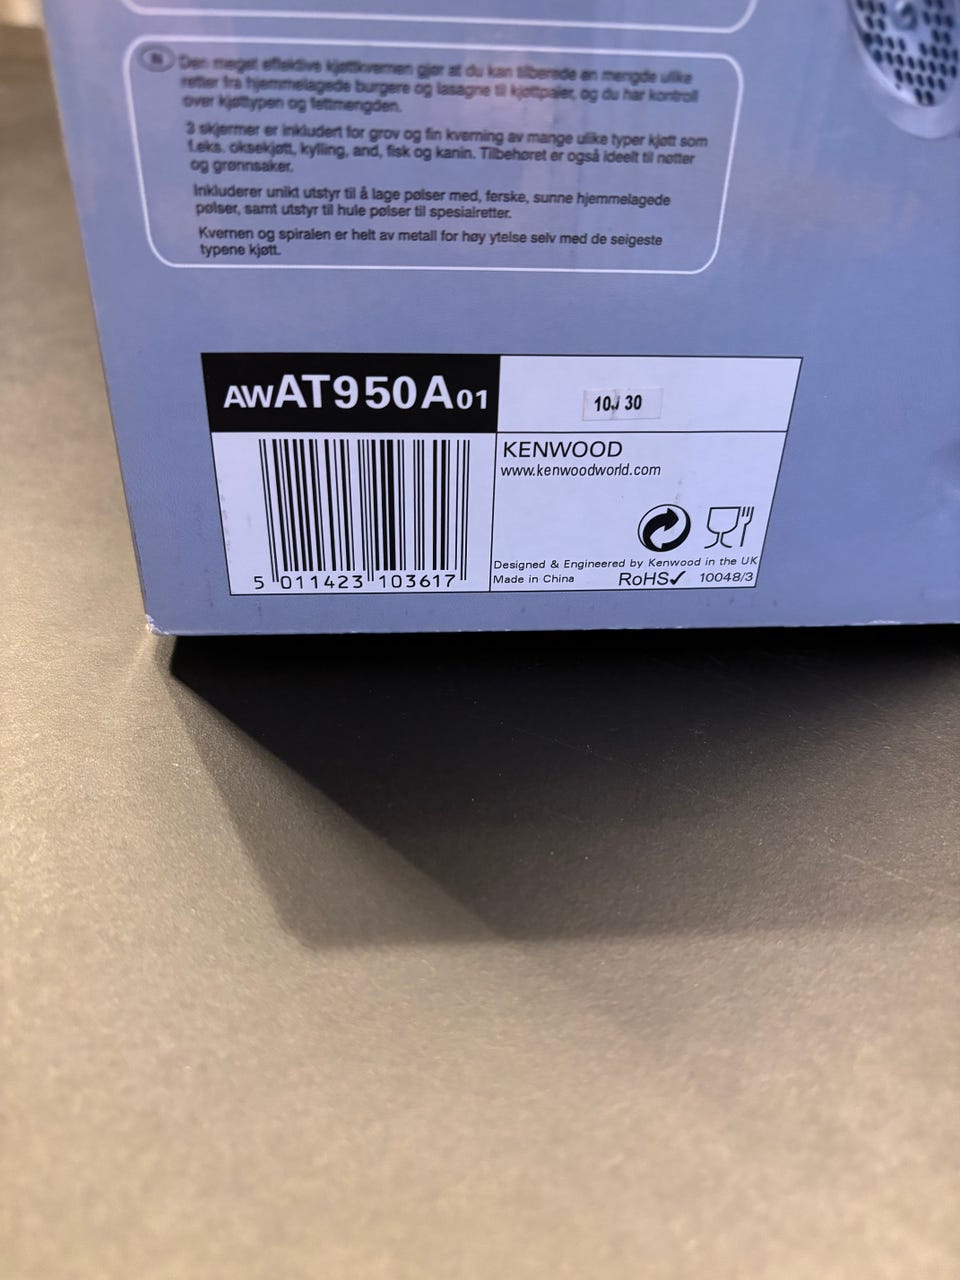 N
Den meget effektive kjøttkvernen gjør at du kan tilberede en mengde ulike
retter fra hjemmelagede burgere og lasagne til kjøttpaier, og du har kontroll
over kjøttypen og fettmengden.
3 skjermer er inkludert for grov og fin kverning av mange ulike typer kjøtt som
f.eks. oksekjøtt, kylling, and, fisk og kanin. Tilbehøret er også ideelt til nøtter
og grønnsaker.
Inkluderer unikt utstyr til å lage pølser med, ferske, sunne hjemmelagede
pølser, samt utstyr til hule pølser til spesialretter.
Kvernen og spiralen er helt av metall for høy ytelse selv med de seigeste
typene kjøtt.
AWAT950A01
10J 30
KENWOOD
www.kenwoodworld.com
Designed & Engineered by Kenwood in the UK
Made in China RoHS✓ 10048/3
5 011423 103617